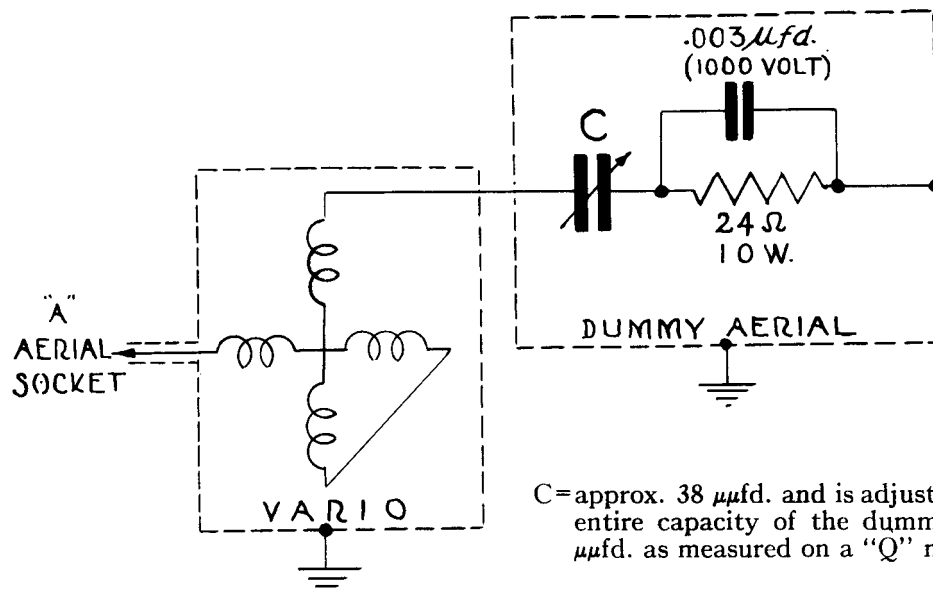 .003 μfd.
(1000 VOLT)
C
24 Ω
10 W.
DUMMY AERIAL
"A"
AERIAL
SOCKET
VARIO
C=approx. 38 μμfd. and is adjust
entire capacity of the dumm
μμfd. as measured on a "Q"